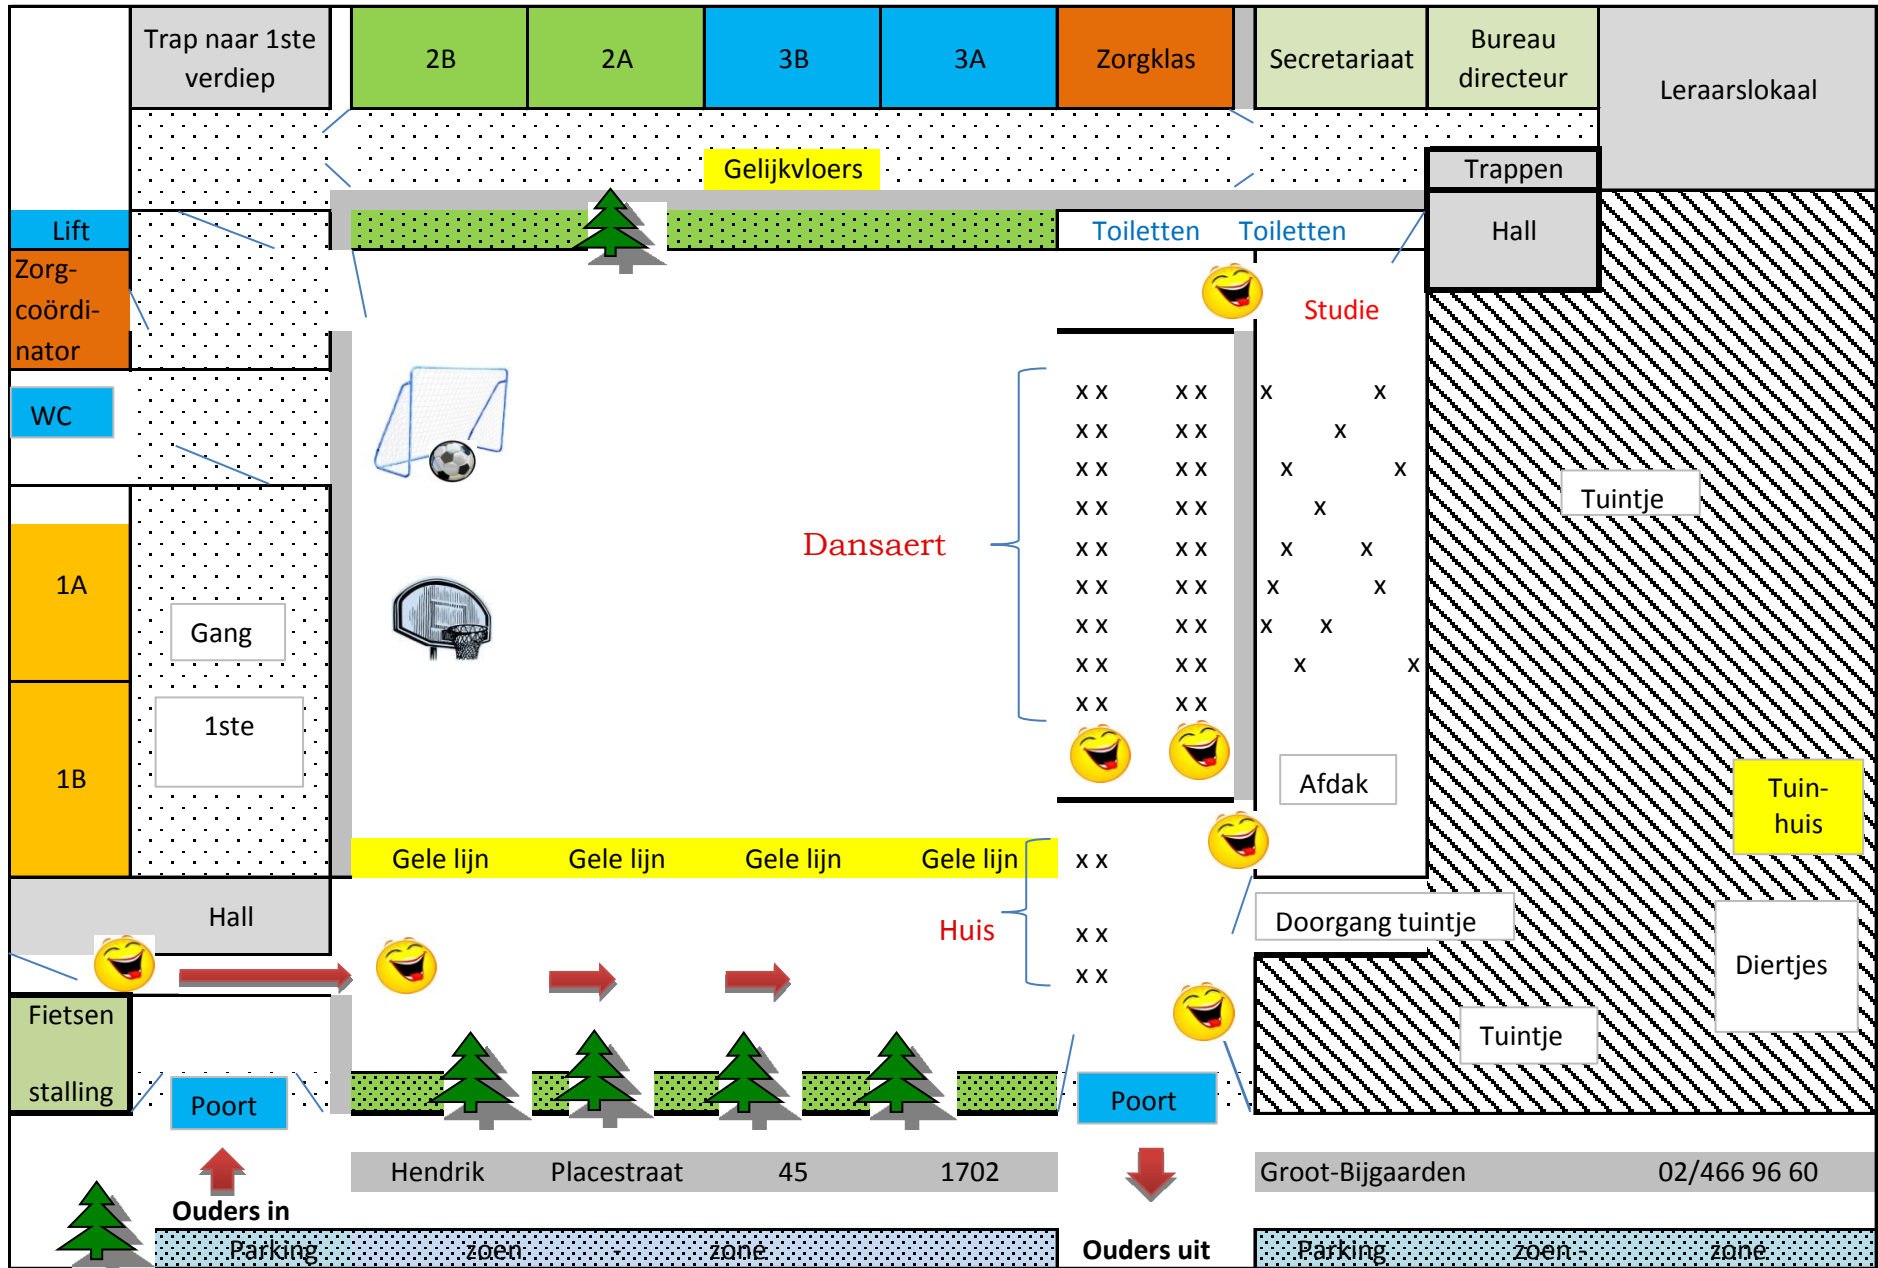 Trap naar 1ste
verdiep
2B
2A
3B
3A
Zorgklas
Secretariaat
Bureau
directeur
Leraarslokaal
Gelijkvloers
Trappen
Lift
Toiletten Toiletten
Hall
Zorg-
coördi-
nator
Studie
WC
x x x x x x
x x x x x
x x x x x x
x x x x x
Tuintje
Dansaert
x x x x x x
1A
x x x x x x
Gang
x x x x x x
x x x x x x
x x x x
1ste
1B
Afdak
Tuin-
huis
Gele lijn Gele lijn Gele lijn Gele lijn
x x
Hall
Huis
x x
Doorgang tuintje
x x
Diertjes
Fietsen
stalling
Tuintje
Poort
Poort
Hendrik Placestraat 45 1702
Groot-Bijgaarden 02/466 96 60
Ouders in
Parking zoen - zone
Ouders uit
Parking zoen - zone